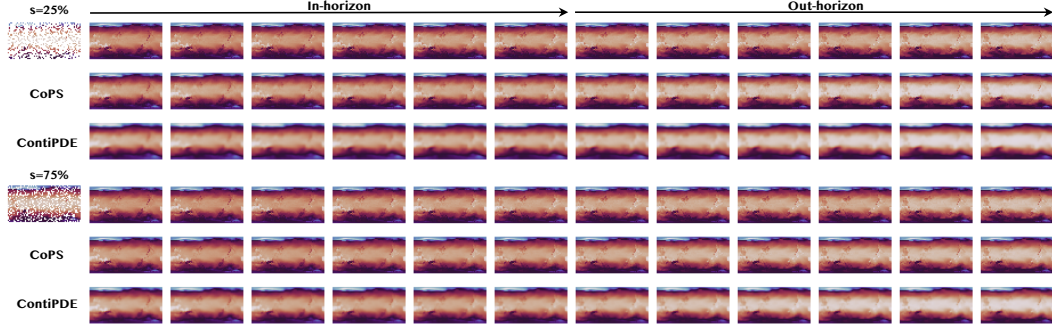 In-horizon
Out-horizon
s=25%
CoPS
ContiPDE
s=75%
CoPS
ContiPDE